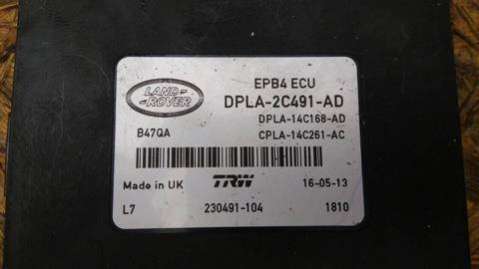 EPB4 ECU
LAND
ROVER
DPLA-2C491-AD
DPLA-14C168-AD
B47QA
CPLA-14C261-AC
Made in UK
TRW
16-05-13
L7
230491-104
1810